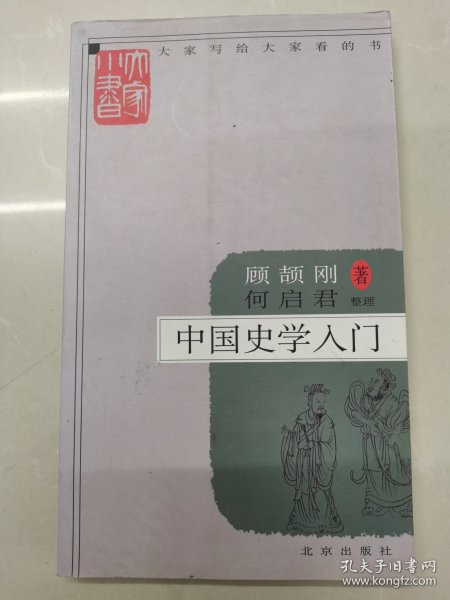 大家写给大家看的书
大家
小书
顾颉刚 著
何启君 整理
中国史学入门
北京出版社
孔夫子旧书网
www.kongfz.com